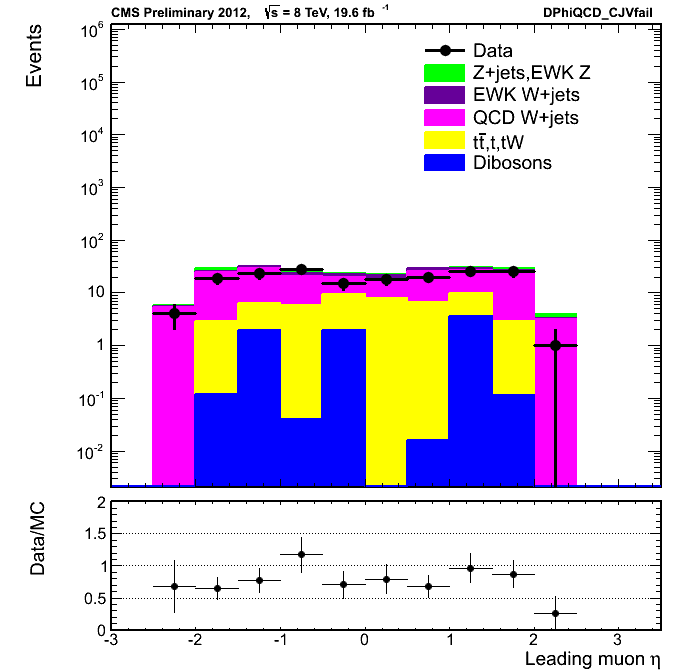 CMS Preliminary 2012, √s = 8 TeV, 19.6 fb⁻¹ DPhiQCD_CJVfail
Events
10⁶
10⁵
10⁴
10³
10²
10
1
10⁻¹
10⁻²
Data
Z+jets,EWK Z
EWK W+jets
QCD W+jets
tt̅,t,tW
Dibosons
Data/MC
2
1.5
1
0.5
0
-3 -2 -1 0 1 2 3
Leading muon η